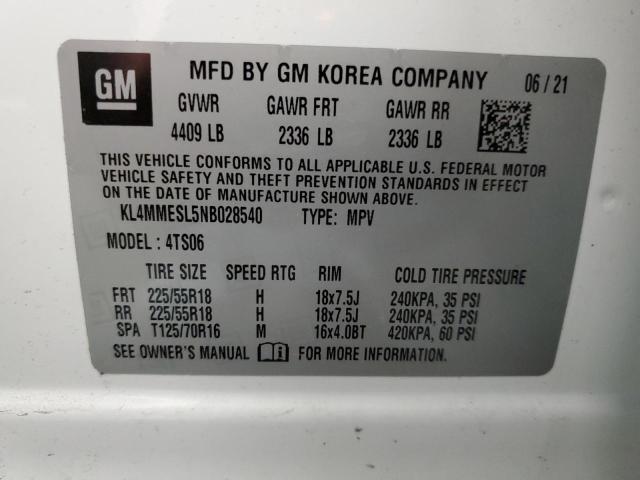 GM MFD BY GM KOREA COMPANY 06 / 21
GVWR GAWR FRT GAWR RR
4409 LB 2336 LB 2336 LB
THIS VEHICLE CONFORMS TO ALL APPLICABLE U.S. FEDERAL MOTOR
VEHICLE SAFETY AND THEFT PREVENTION STANDARDS IN EFFECT
ON THE DATE OF MANUFACTURE SHOWN ABOVE.
KL4MMESL5NB028540 TYPE: MPV
MODEL : 4TS06
TIRE SIZE SPEED RTG RIM COLD TIRE PRESSURE
FRT 225/55R18 H 18x7.5J 240KPA, 35 PSI
RR 225/55R18 H 18x7.5J 240KPA, 35 PSI
SPA T125/70R16 M 16x4.0BT 420KPA, 60 PSI
SEE OWNER'S MANUAL FOR MORE INFORMATION.